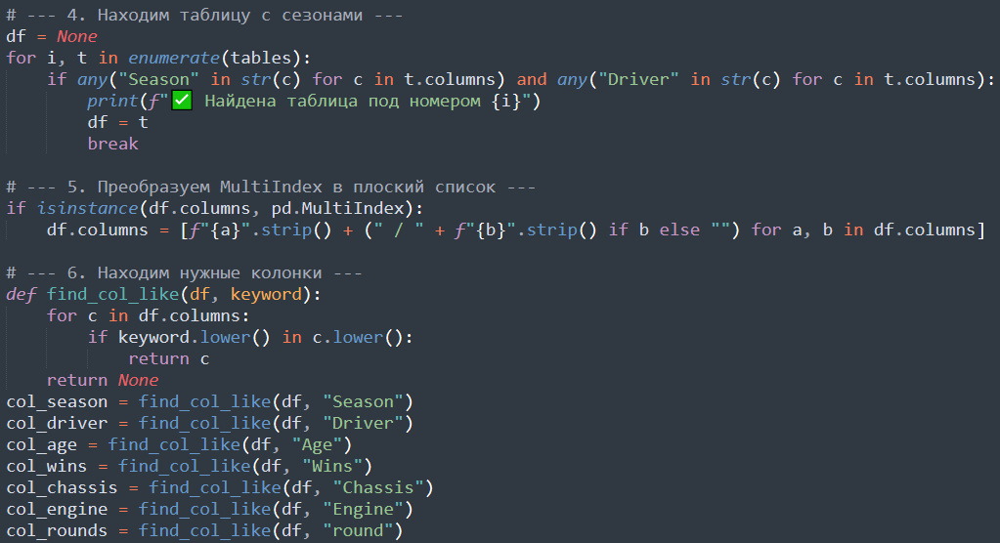 # --- 4. Находим таблицу с сезонами ---
df = None
for i, t in enumerate(tables):
    if any("Season" in str(c) for c in t.columns) and any("Driver" in str(c) for c in t.columns):
        print(f"✅ Найдена таблица под номером {i}")
        df = t
        break

# --- 5. Преобразуем MultiIndex в плоский список ---
if isinstance(df.columns, pd.MultiIndex):
    df.columns = [f"{a}".strip() + (" / " + f"{b}".strip() if b else "") for a, b in df.columns]

# --- 6. Находим нужные колонки ---
def find_col_like(df, keyword):
    for c in df.columns:
        if keyword.lower() in c.lower():
            return c
    return None
col_season = find_col_like(df, "Season")
col_driver = find_col_like(df, "Driver")
col_age = find_col_like(df, "Age")
col_wins = find_col_like(df, "Wins")
col_chassis = find_col_like(df, "Chassis")
col_engine = find_col_like(df, "Engine")
col_rounds = find_col_like(df, "round")